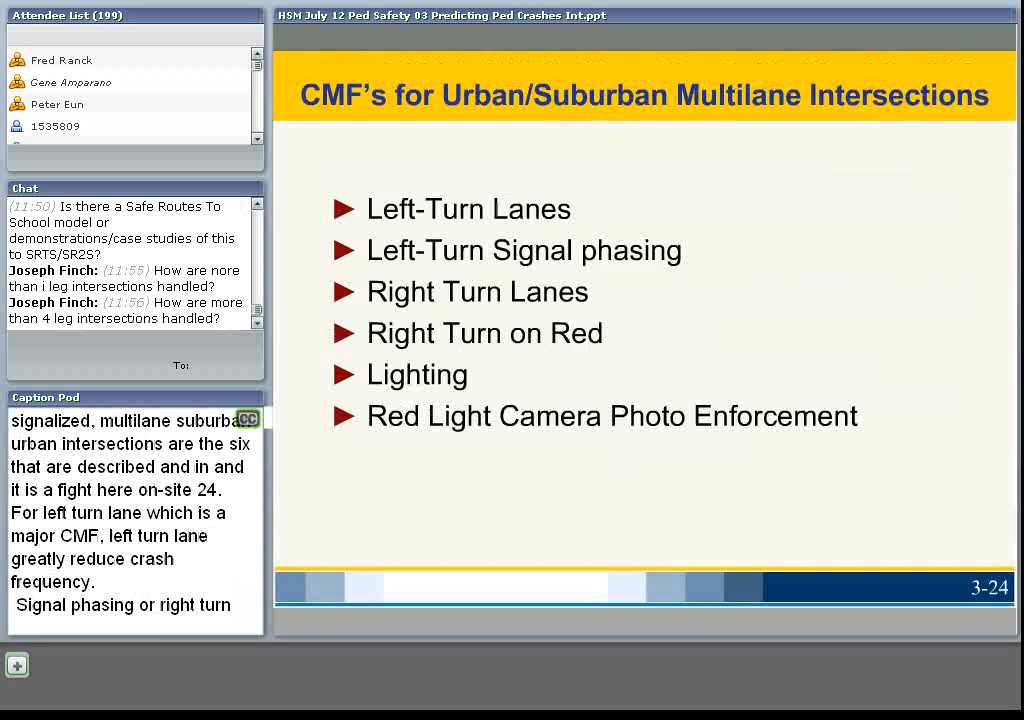 Attendee List (199)
Fred Ranck
Gene Amparano
Peter Eun
1535809
Chat
(11:50) Is there a Safe Routes To
School model or
demonstrations/case studies of this
to SRTS/SR2S?
Joseph Finch: (11:55) How are nore
than i leg intersections handled?
Joseph Finch: (11:56) How are more
than 4 leg intersections handled?
To:
Caption Pod
CC
signalized, multilane suburban
urban intersections are the six
that are described and in and
it is a fight here on-site 24.
For left turn lane which is a
major CMF, left turn lane
greatly reduce crash
frequency.
Signal phasing or right turn
HSM July 12 Ped Safety 03 Predicting Ped Crashes Int.ppt
CMF's for Urban/Suburban Multilane Intersections
Left-Turn Lanes
Left-Turn Signal phasing
Right Turn Lanes
Right Turn on Red
Lighting
Red Light Camera Photo Enforcement
3-24